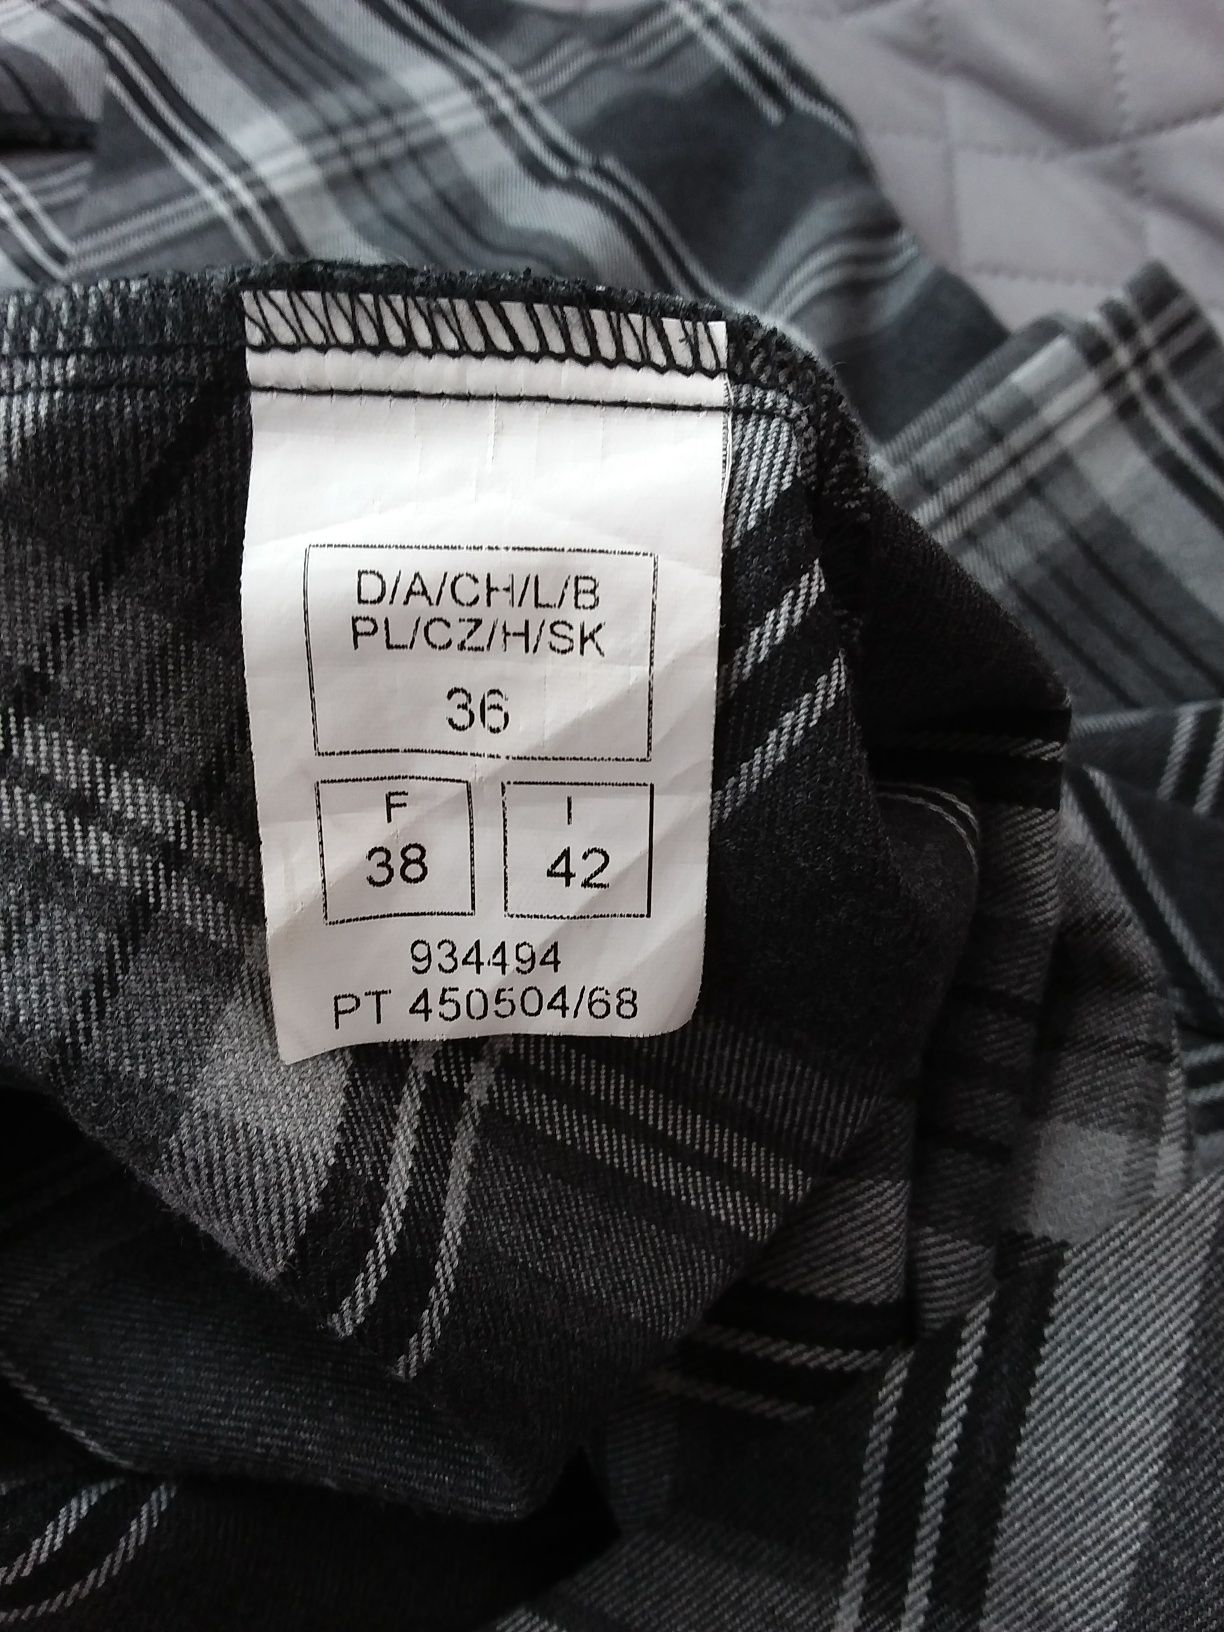 D/A/CH/L/B
PL/CZ/H/SK
36
F
38
I
42
934494
PT 450504/68